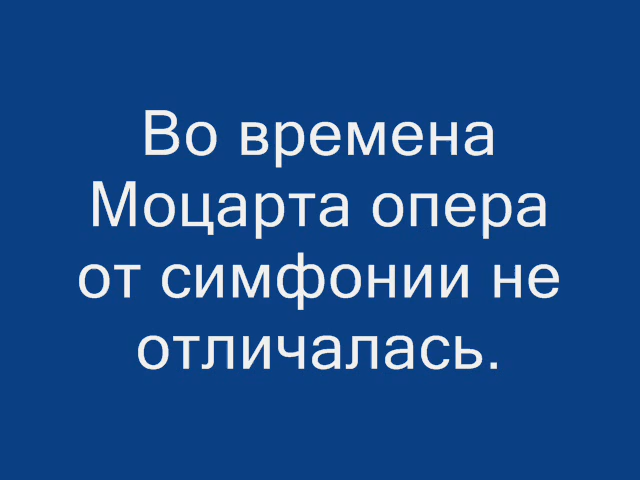 Во времена
Моцарта опера
от симфонии не
отличалась.